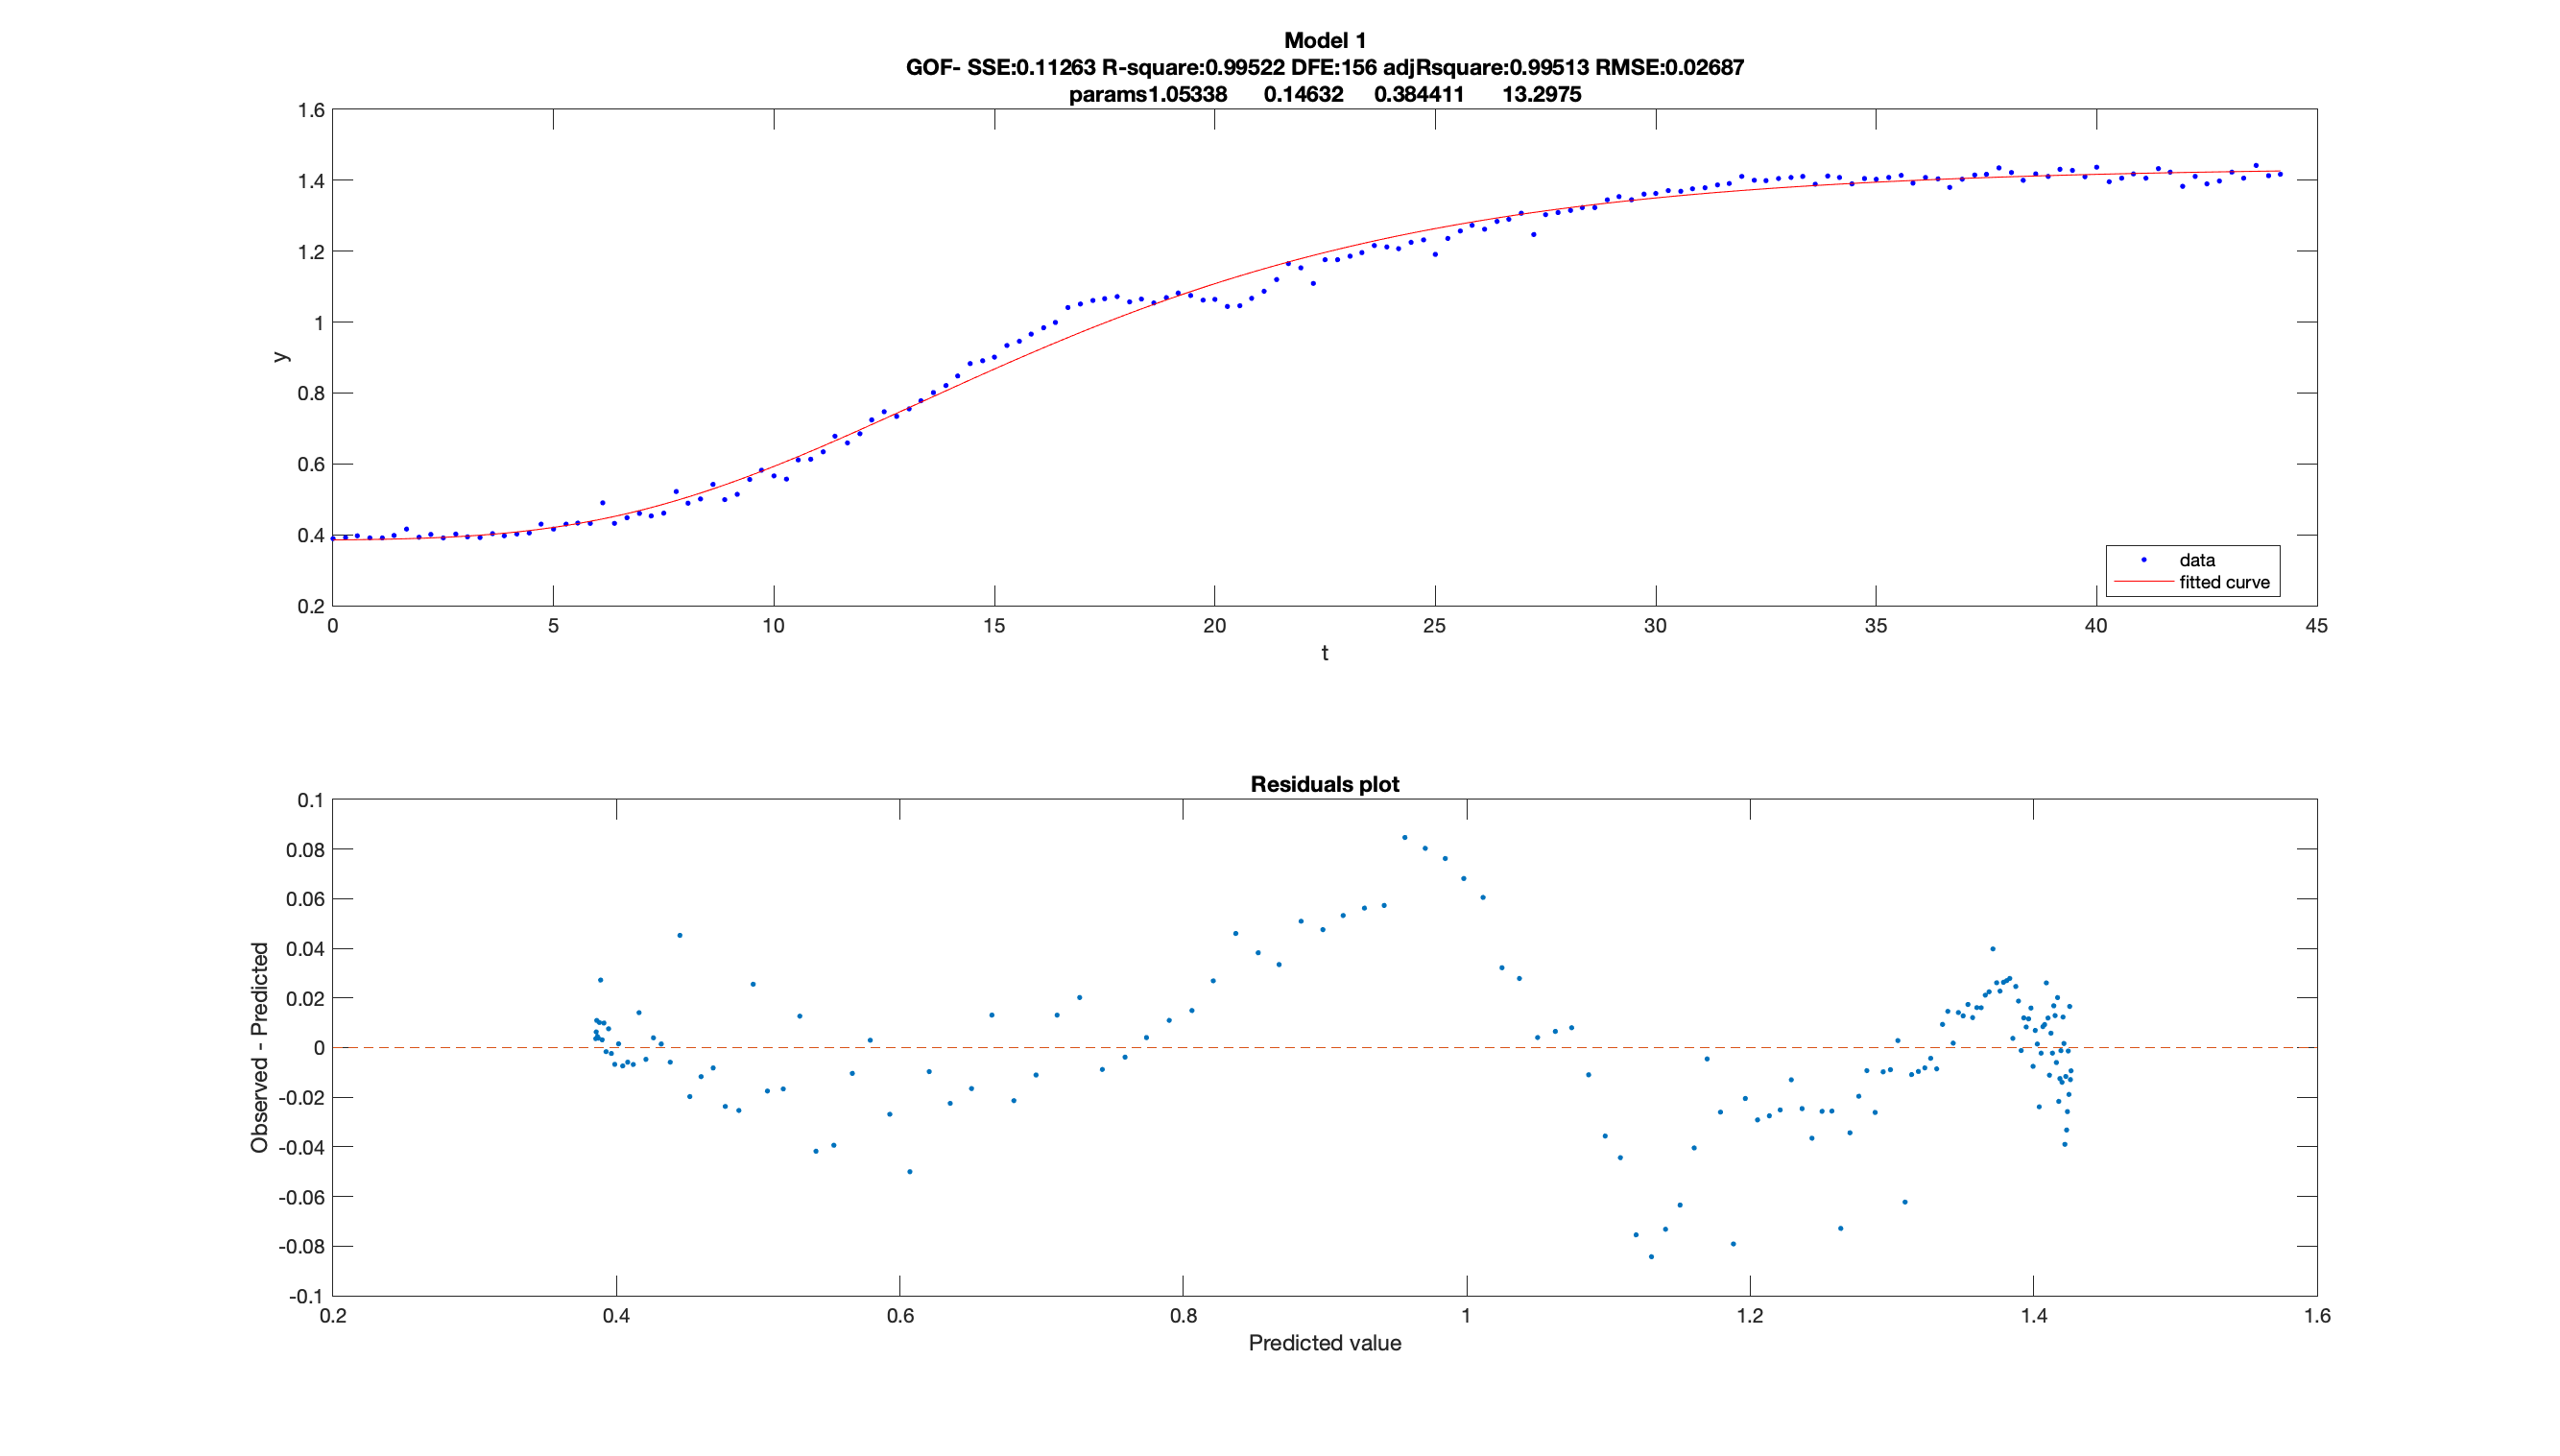 Model 1
GOF- SSE:0.11263 R-square:0.99522 DFE:156 adjRsquare:0.99513 RMSE:0.02687
params1.05338 0.14632 0.384411 13.2975
1.6
1.4
1.2
1
0.8
0.6
0.4
0.2
y
data
fitted curve
0 5 10 15 20 25 30 35 40 45
t
Residuals plot
0.1
0.08
0.06
0.04
0.02
0
-0.02
-0.04
-0.06
-0.08
-0.1
Observed - Predicted
0.2 0.4 0.6 0.8 1 1.2 1.4 1.6
Predicted value